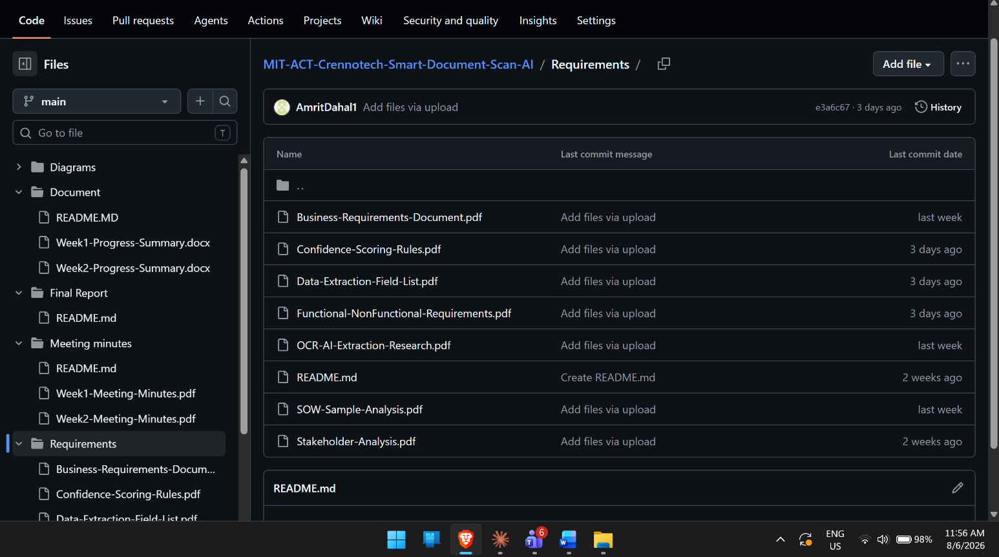 Code Issues Pull requests Agents Actions Projects Wiki Security and quality Insights Settings
Files
main
Go to file T
Diagrams
Document
README.MD
Week1-Progress-Summary.docx
Week2-Progress-Summary.docx
Final Report
README.md
Meeting minutes
README.md
Week1-Meeting-Minutes.pdf
Week2-Meeting-Minutes.pdf
Requirements
Business-Requirements-Docum...
Confidence-Scoring-Rules.pdf
Data-Extraction-Field-List.pdf
MIT-ACT-Crennotech-Smart-Document-Scan-AI / Requirements /
Add file
AmritDahal1 Add files via upload e3a6c67 · 3 days ago History
Name Last commit message Last commit date
..
Business-Requirements-Document.pdf Add files via upload last week
Confidence-Scoring-Rules.pdf Add files via upload 3 days ago
Data-Extraction-Field-List.pdf Add files via upload 3 days ago
Functional-NonFunctional-Requirements.pdf Add files via upload 3 days ago
OCR-AI-Extraction-Research.pdf Add files via upload last week
README.md Create README.md 2 weeks ago
SOW-Sample-Analysis.pdf Add files via upload last week
Stakeholder-Analysis.pdf Add files via upload 2 weeks ago
README.md
6
W
ENG
US
98%
11:56 AM
8/6/2026